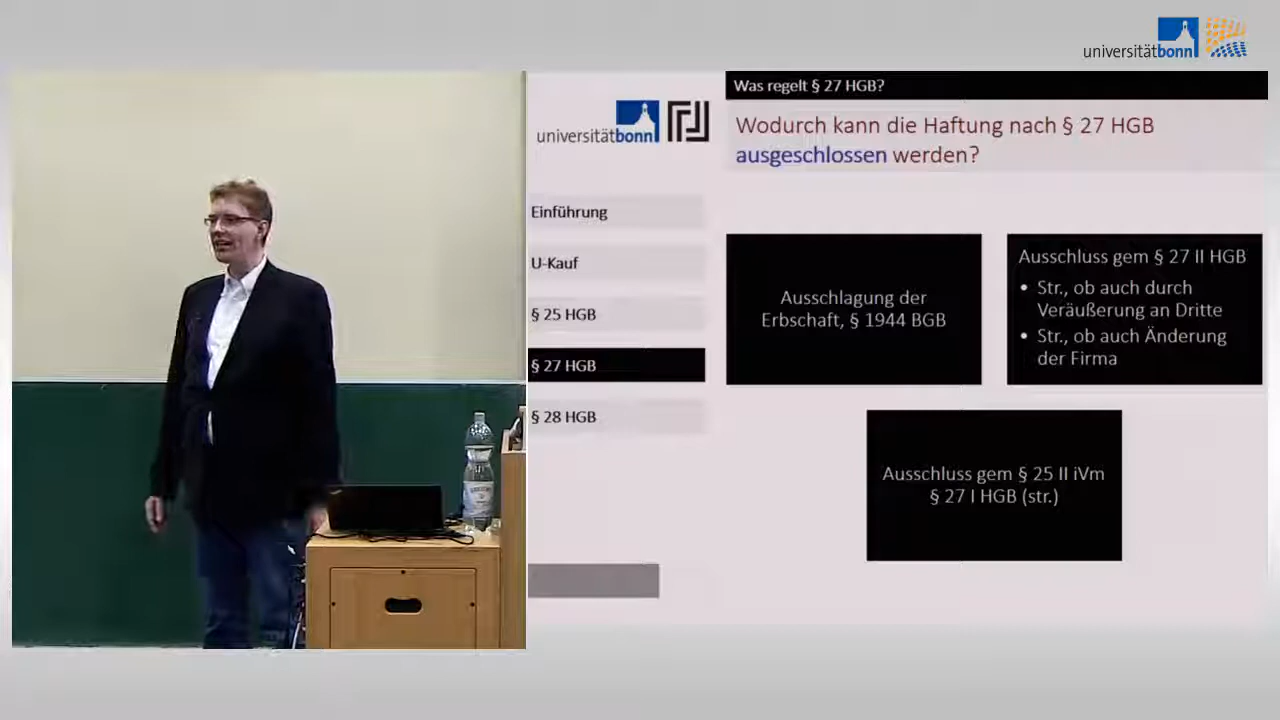 universitätbonn
Was regelt § 27 HGB?
universitätbonn
Wodurch kann die Haftung nach § 27 HGB
ausgeschlossen werden?
Einführung
U-Kauf
§ 25 HGB
§ 27 HGB
§ 28 HGB
Ausschlagung der
Erbschaft, § 1944 BGB
Ausschluss gem § 27 II HGB
• Str., ob auch durch
Veräußerung an Dritte
• Str., ob auch Änderung
der Firma
Ausschluss gem § 25 II iVm
§ 27 I HGB (str.)